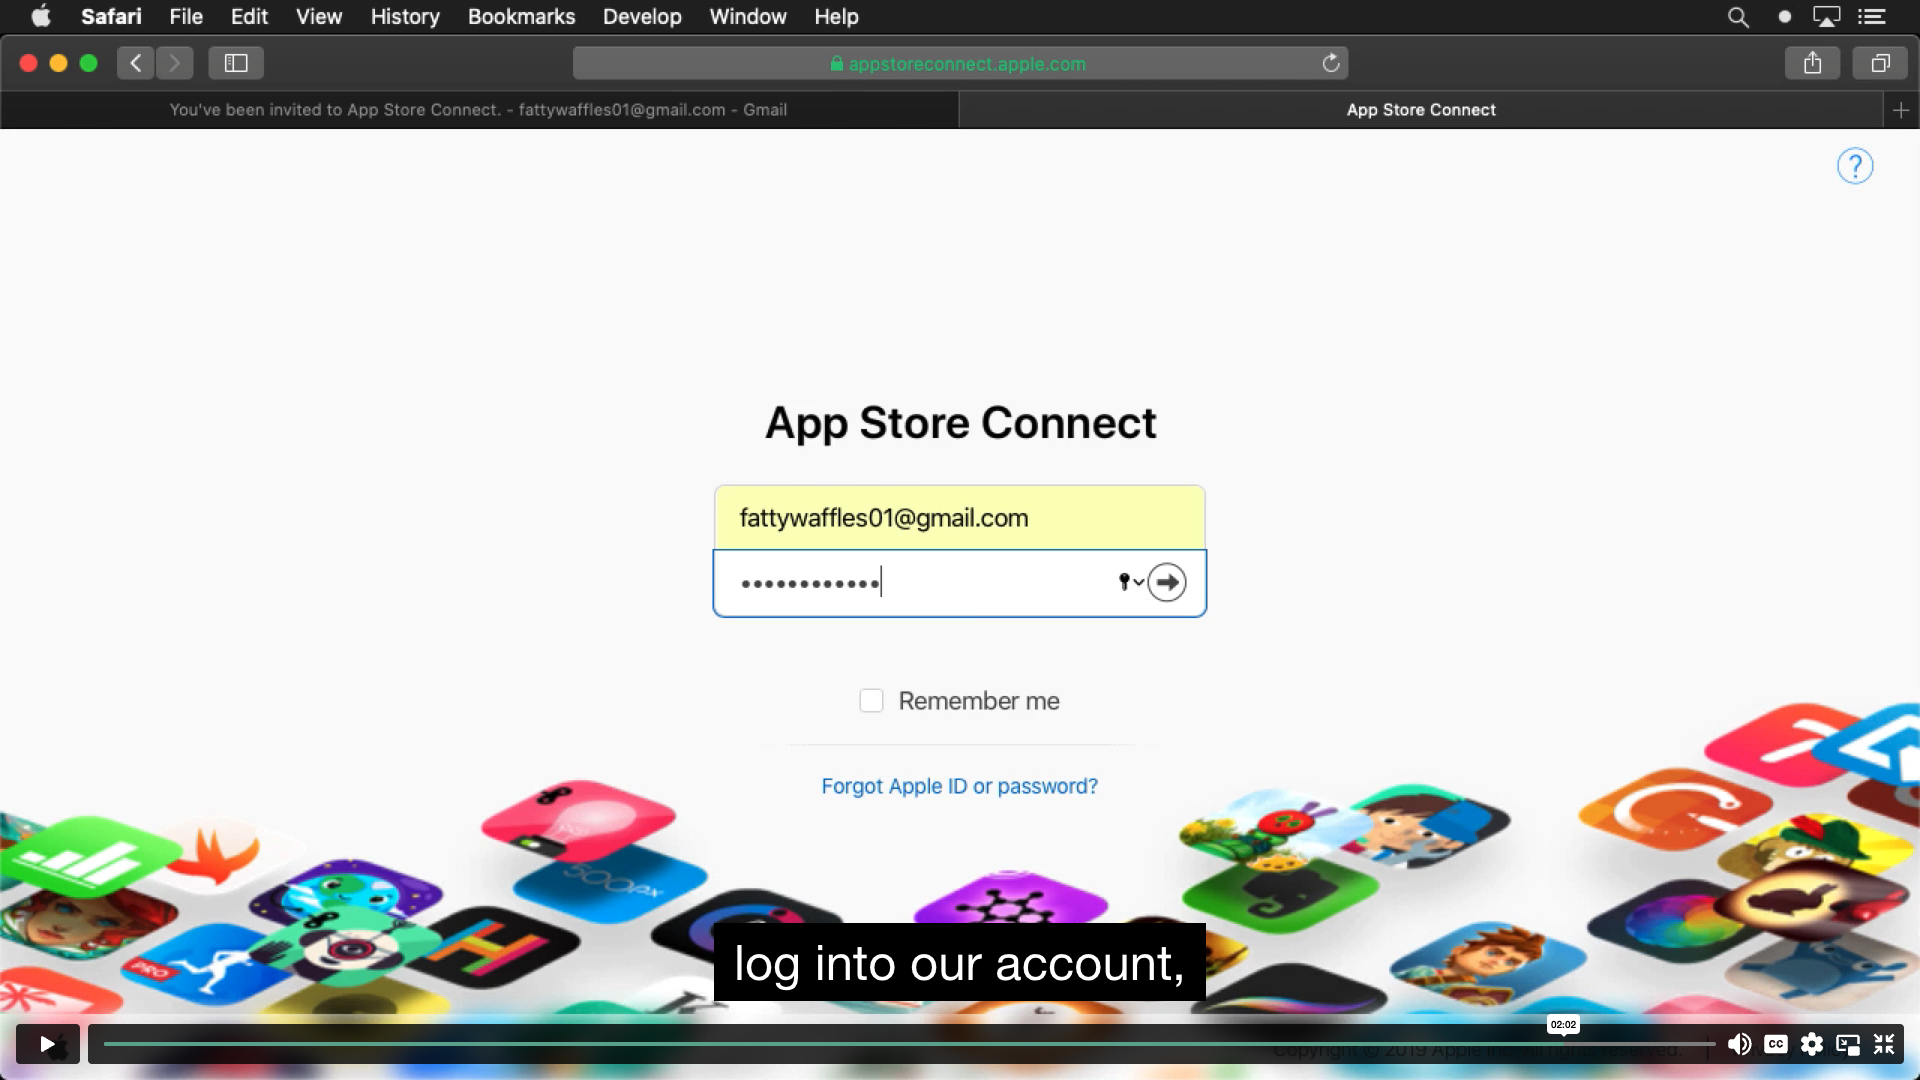 Safari File Edit View History Bookmarks Develop Window Help
appstoreconnect.apple.com
You've been invited to App Store Connect. - fattywaffles01@gmail.com - Gmail
App Store Connect
?
App Store Connect
fattywaffles01@gmail.com
Remember me
Forgot Apple ID or password?
500px
PRO
log into our account,
02:02
CC
Copyright © 2019 Apple Inc. All rights reserved.